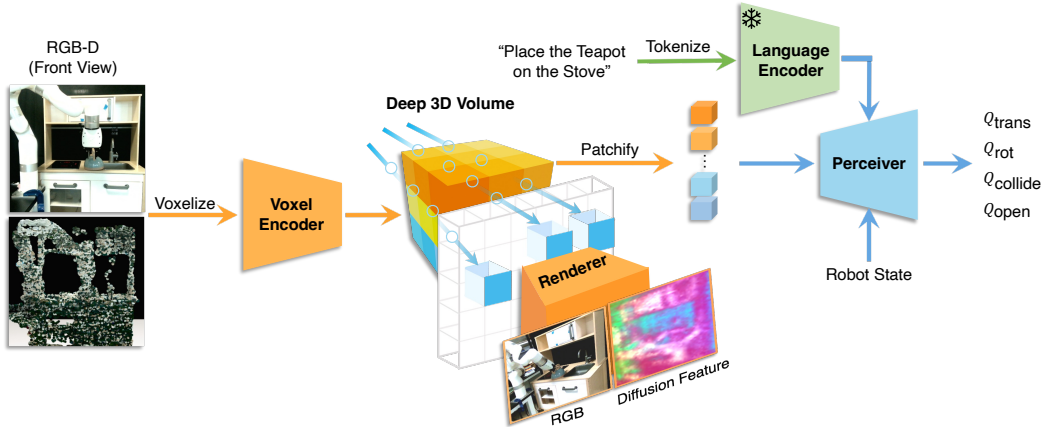 RGB-D
(Front View)
Voxelize
Voxel
Encoder
Deep 3D Volume
"Place the Teapot
on the Stove"
Tokenize
Language
Encoder
Patchify
Perceiver
Robot State
Q_trans
Q_rot
Q_collide
Q_open
Renderer
RGB
Diffusion Feature